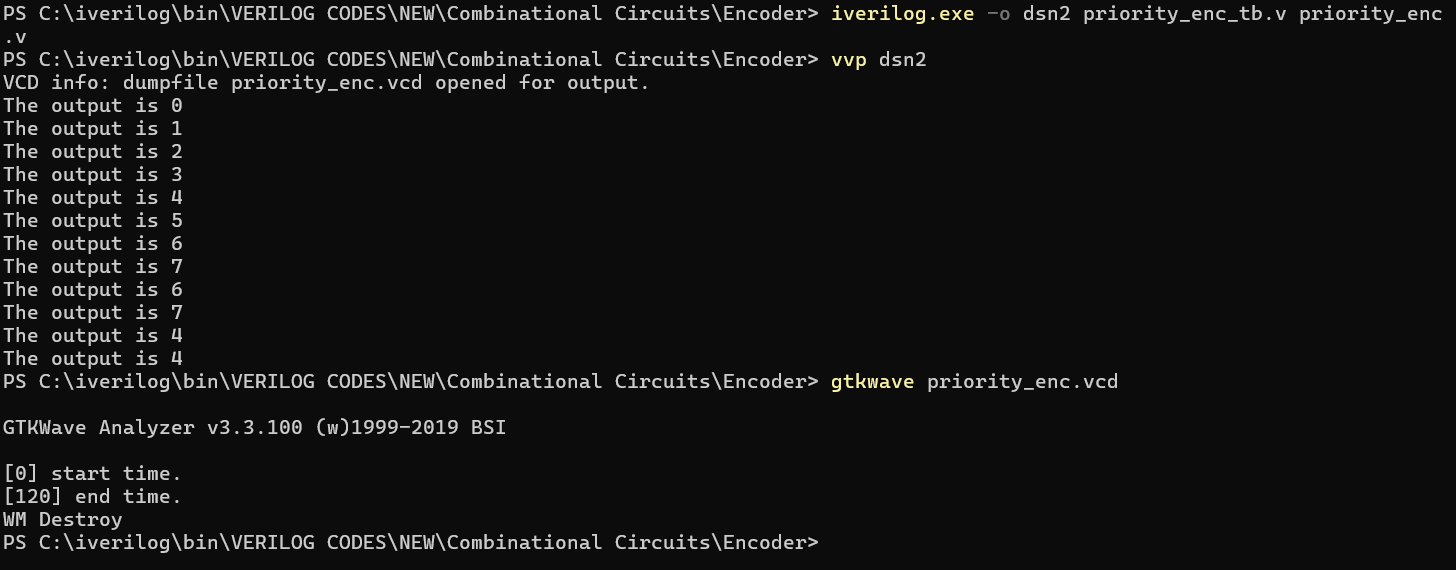 PS C:\iverilog\bin\VERILOG CODES\NEW\Combinational Circuits\Encoder> iverilog.exe -o dsn2 priority_enc_tb.v priority_enc
.v
PS C:\iverilog\bin\VERILOG CODES\NEW\Combinational Circuits\Encoder> vvp dsn2
VCD info: dumpfile priority_enc.vcd opened for output.
The output is 0
The output is 1
The output is 2
The output is 3
The output is 4
The output is 5
The output is 6
The output is 7
The output is 6
The output is 7
The output is 4
The output is 4
PS C:\iverilog\bin\VERILOG CODES\NEW\Combinational Circuits\Encoder> gtkwave priority_enc.vcd
GTKWave Analyzer v3.3.100 (w)1999-2019 BSI
[0] start time.
[120] end time.
WM Destroy
PS C:\iverilog\bin\VERILOG CODES\NEW\Combinational Circuits\Encoder>